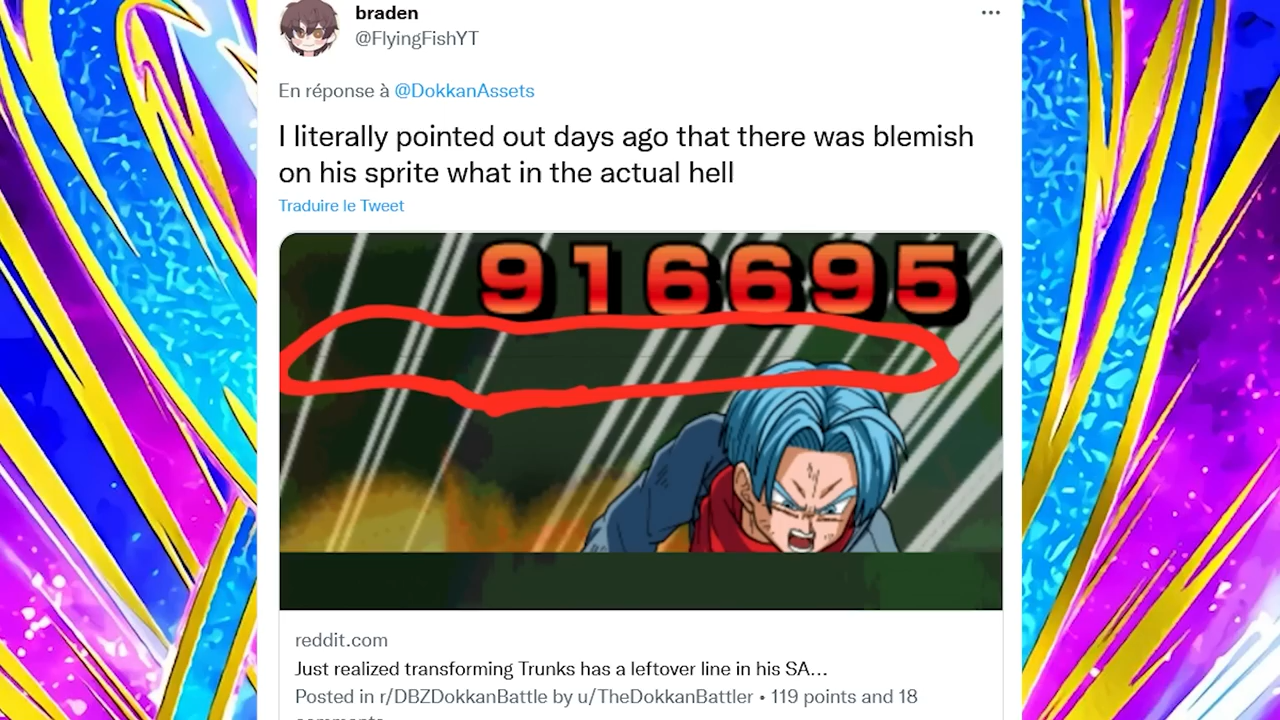 braden
@FlyingFishYT
En réponse à @DokkanAssets
I literally pointed out days ago that there was blemish
on his sprite what in the actual hell
Traduire le Tweet
916695
reddit.com
Just realized transforming Trunks has a leftover line in his SA...
Posted in r/DBZDokkanBattle by u/TheDokkanBattler • 119 points and 18
comments